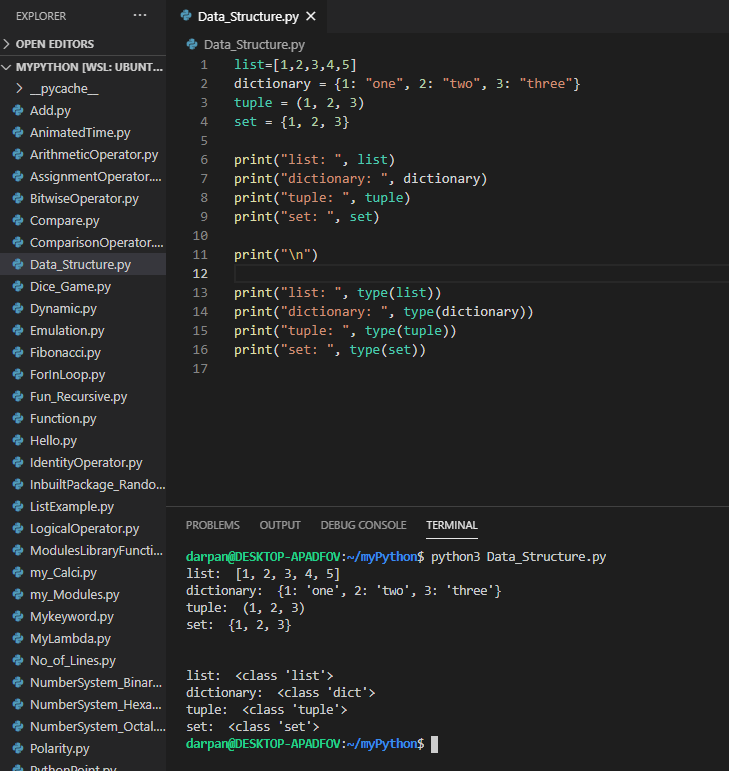 EXPLORER ...
OPEN EDITORS
MYPYTHON [WSL: UBUNT...
__pycache__
Add.py
AnimatedTime.py
ArithmeticOperator.py
AssignmentOperator....
BitwiseOperator.py
Compare.py
ComparisonOperator....
Data_Structure.py
Dice_Game.py
Dynamic.py
Emulation.py
Fibonacci.py
ForInLoop.py
Fun_Recursive.py
Function.py
Hello.py
IdentityOperator.py
InbuiltPackage_Rando...
ListExample.py
LogicalOperator.py
ModulesLibraryFuncti...
my_Calci.py
my_Modules.py
Mykeyword.py
MyLambda.py
No_of_Lines.py
NumberSystem_Binar...
NumberSystem_Hexa...
NumberSystem_Octal....
Polarity.py
PythonPoint.py
Data_Structure.py
Data_Structure.py
1 list=[1,2,3,4,5]
2 dictionary = {1: "one", 2: "two", 3: "three"}
3 tuple = (1, 2, 3)
4 set = {1, 2, 3}
5
6 print("list: ", list)
7 print("dictionary: ", dictionary)
8 print("tuple: ", tuple)
9 print("set: ", set)
10
11 print("\n")
12
13 print("list: ", type(list))
14 print("dictionary: ", type(dictionary))
15 print("tuple: ", type(tuple))
16 print("set: ", type(set))
17
PROBLEMS OUTPUT DEBUG CONSOLE TERMINAL
darpan@DESKTOP-APADFOV:~/myPython$ python3 Data_Structure.py
list:  [1, 2, 3, 4, 5]
dictionary:  {1: 'one', 2: 'two', 3: 'three'}
tuple:  (1, 2, 3)
set:  {1, 2, 3}
list:  <class 'list'>
dictionary:  <class 'dict'>
tuple:  <class 'tuple'>
set:  <class 'set'>
darpan@DESKTOP-APADFOV:~/myPython$